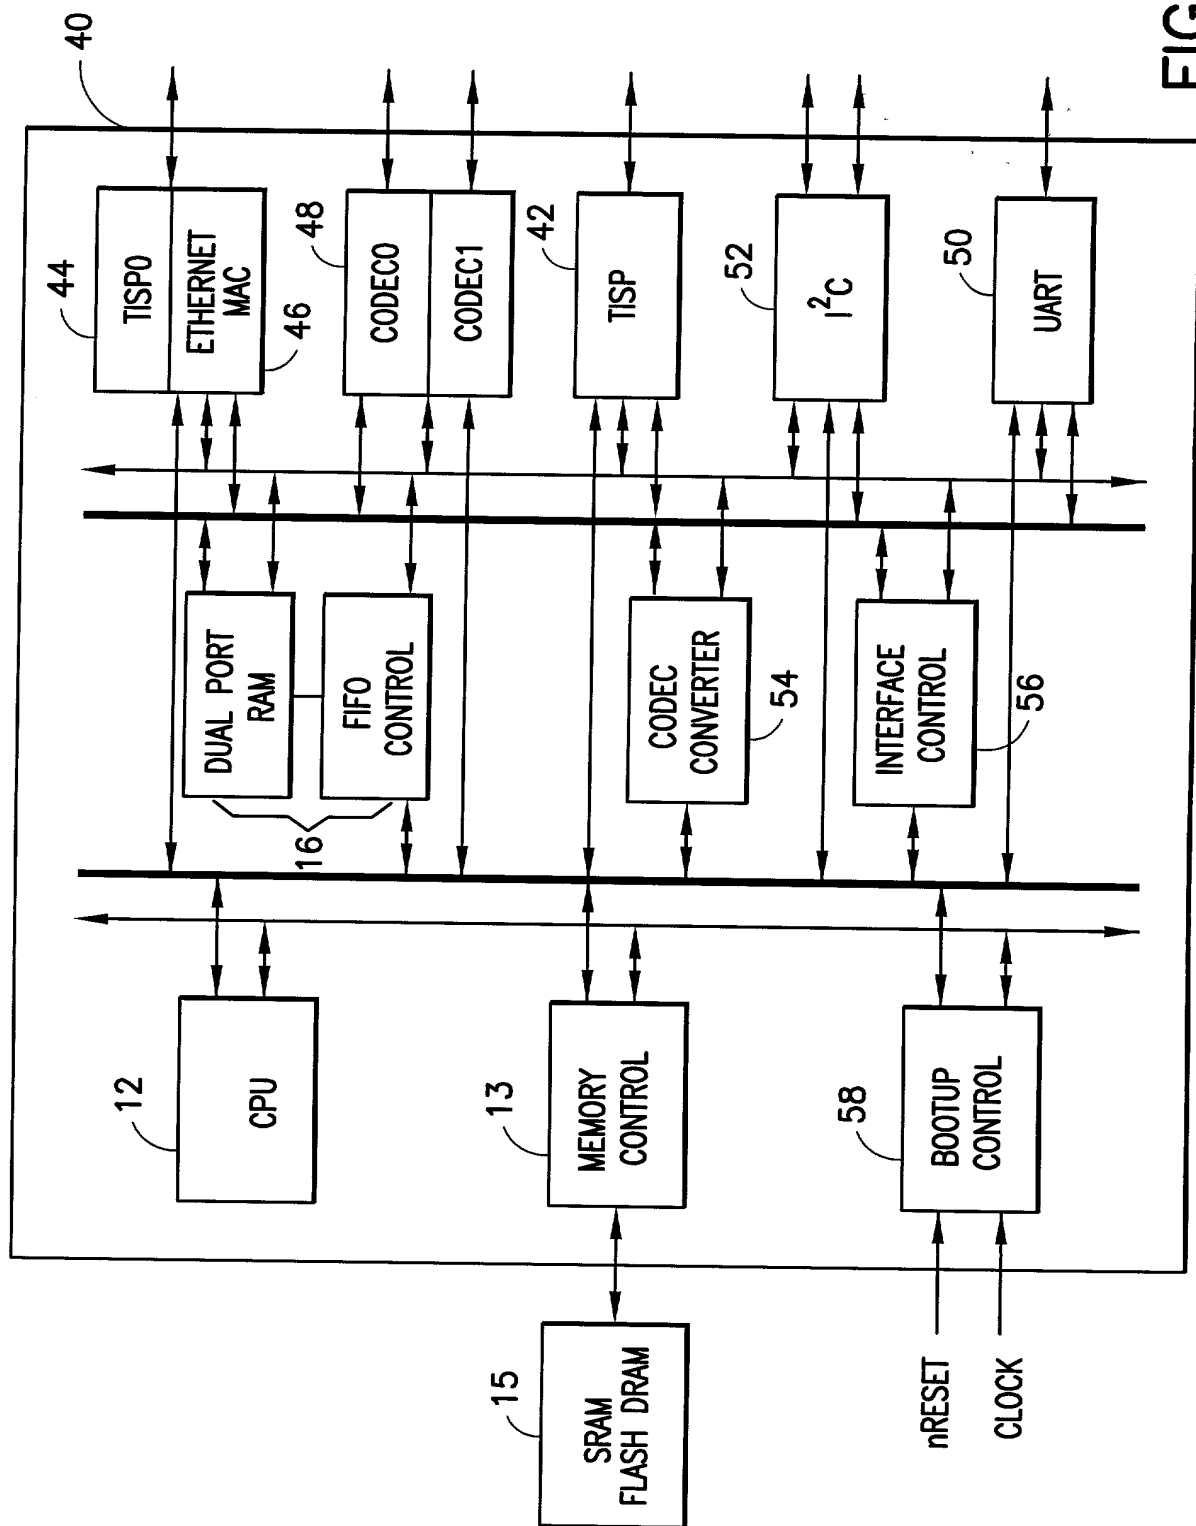 40
44
TISP0
ETHERNET
MAC
46
48
CODEC0
CODEC1
42
TISP
52
I²C
50
UART
DUAL PORT
RAM
FIFO
CONTROL
16
CODEC
CONVERTER
54
INTERFACE
CONTROL
56
12
CPU
13
MEMORY
CONTROL
58
BOOTUP
CONTROL
15
SRAM
FLASH DRAM
nRESET
CLOCK
FIG